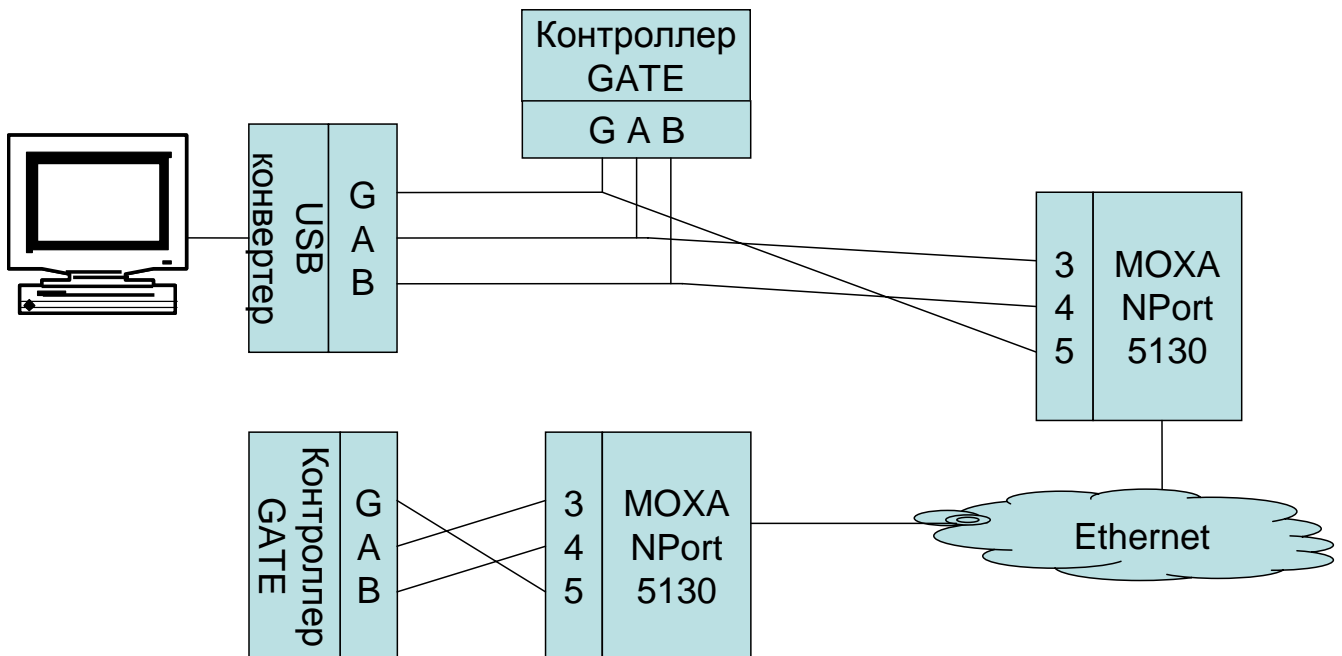 Контроллер
GATE
G A B
USB
конвертер
G
A
B
3
4
5
MOXA
NPort
5130
Контроллер
GATE
G
A
B
3
4
5
MOXA
NPort
5130
Ethernet